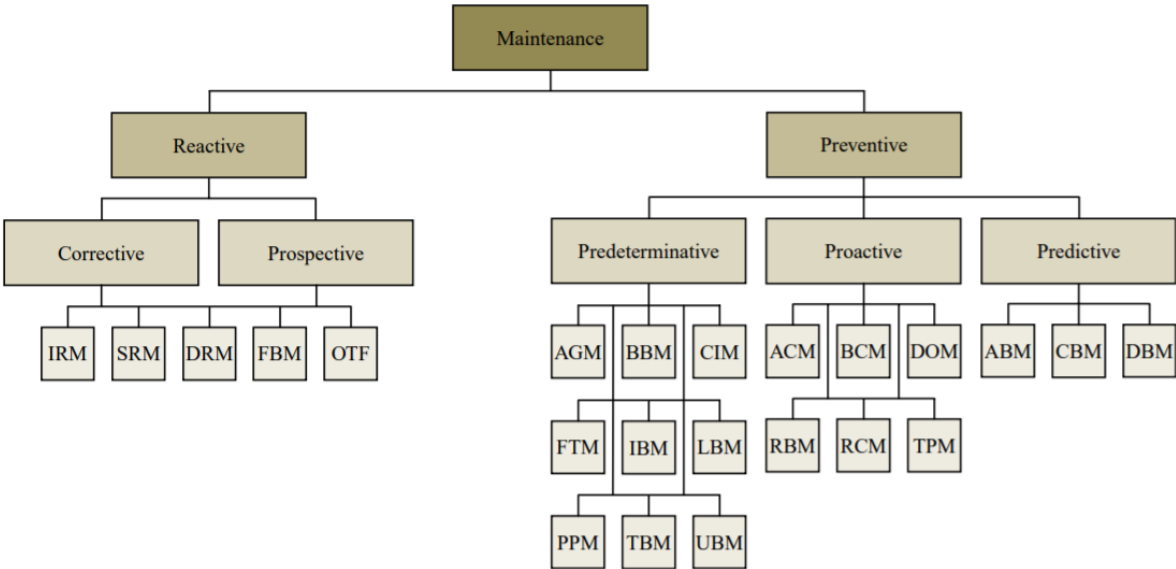 Maintenance
Reactive
Preventive
Corrective
Prospective
Predeterminative
Proactive
Predictive
IRM
SRM
DRM
FBM
OTF
AGM
BBM
CIM
ACM
BCM
DOM
ABM
CBM
DBM
FTM
IBM
LBM
RBM
RCM
TPM
PPM
TBM
UBM